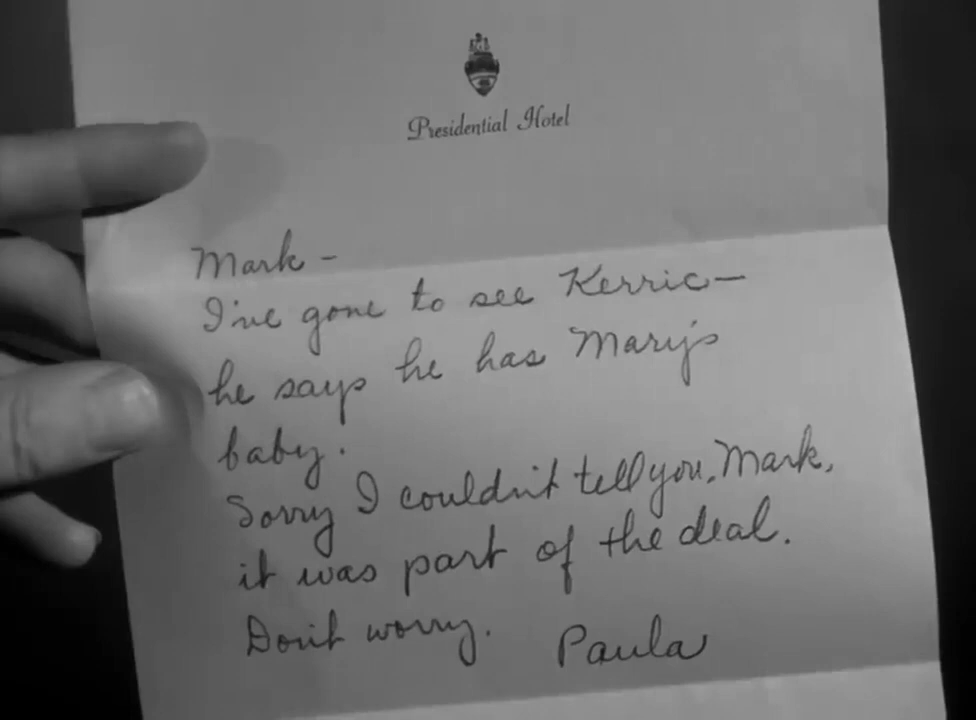 Presidential Hotel
Mark -
I've gone to see Kerric—
he says he has Mary's
baby.
Sorry I couldn't tell you, Mark,
it was part of the deal.
Don't worry. Paula